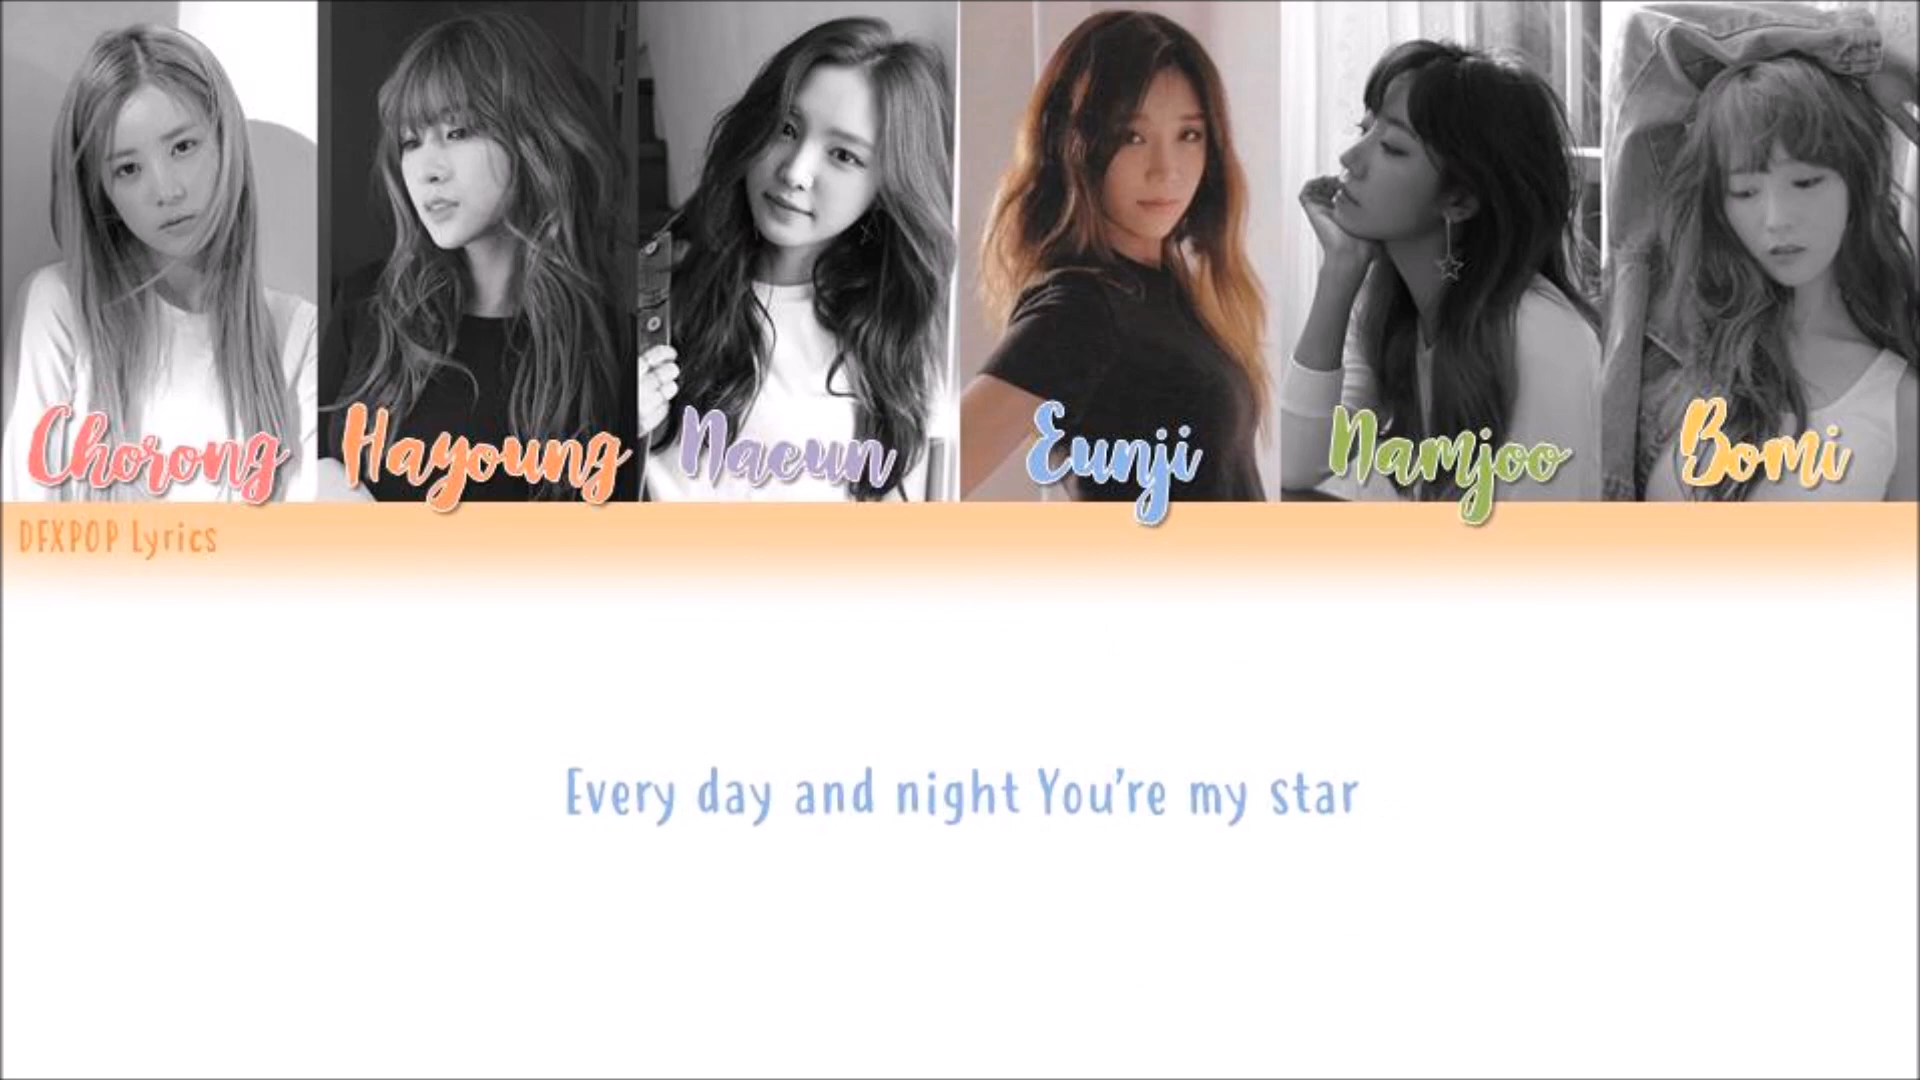 Chorong
Hayoung
Naeun
Eunji
Namjoo
Bomi
DFXPOP Lyrics
Every day and night You're my star